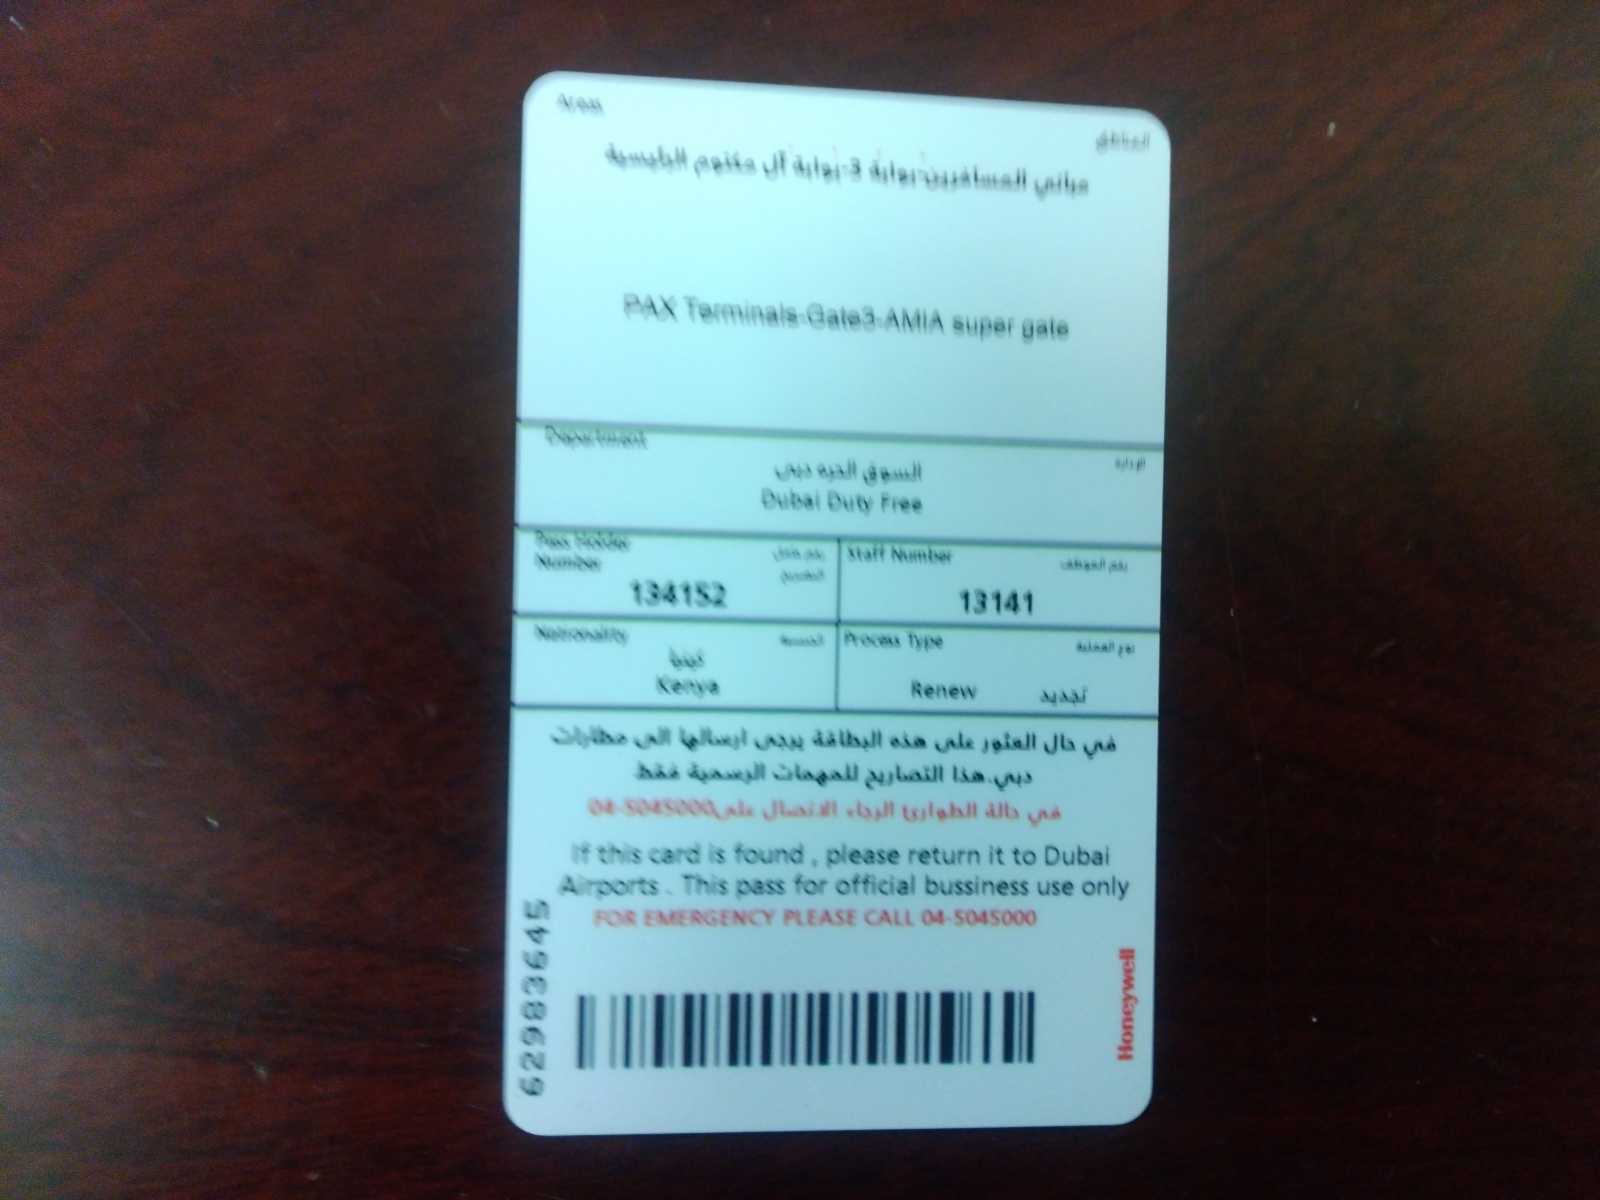 Areas
المناطق
مباني المسافرين-بوابة 3-بوابة آل مكتوم الرئيسية
PAX Terminals-Gate3-AMIA super gate
Department
الإدارة
السوق الحره دبي
Dubai Duty Free
Pass Holder
Number
رقم حامل
التصريح
134152
Staff Number
رقم الموظف
13141
Nationality
الجنسية
كينيا
Kenya
Process Type
نوع العملية
Renew تجديد
في حال العثور على هذه البطاقة يرجى ارسالها الى مطارات
دبي.هذا التصاريح للمهمات الرسمية فقط
في حالة الطوارئ الرجاء الاتصال على04-5045000
If this card is found , please return it to Dubai
Airports . This pass for official bussiness use only
FOR EMERGENCY PLEASE CALL 04-5045000
62983645
Honeywell